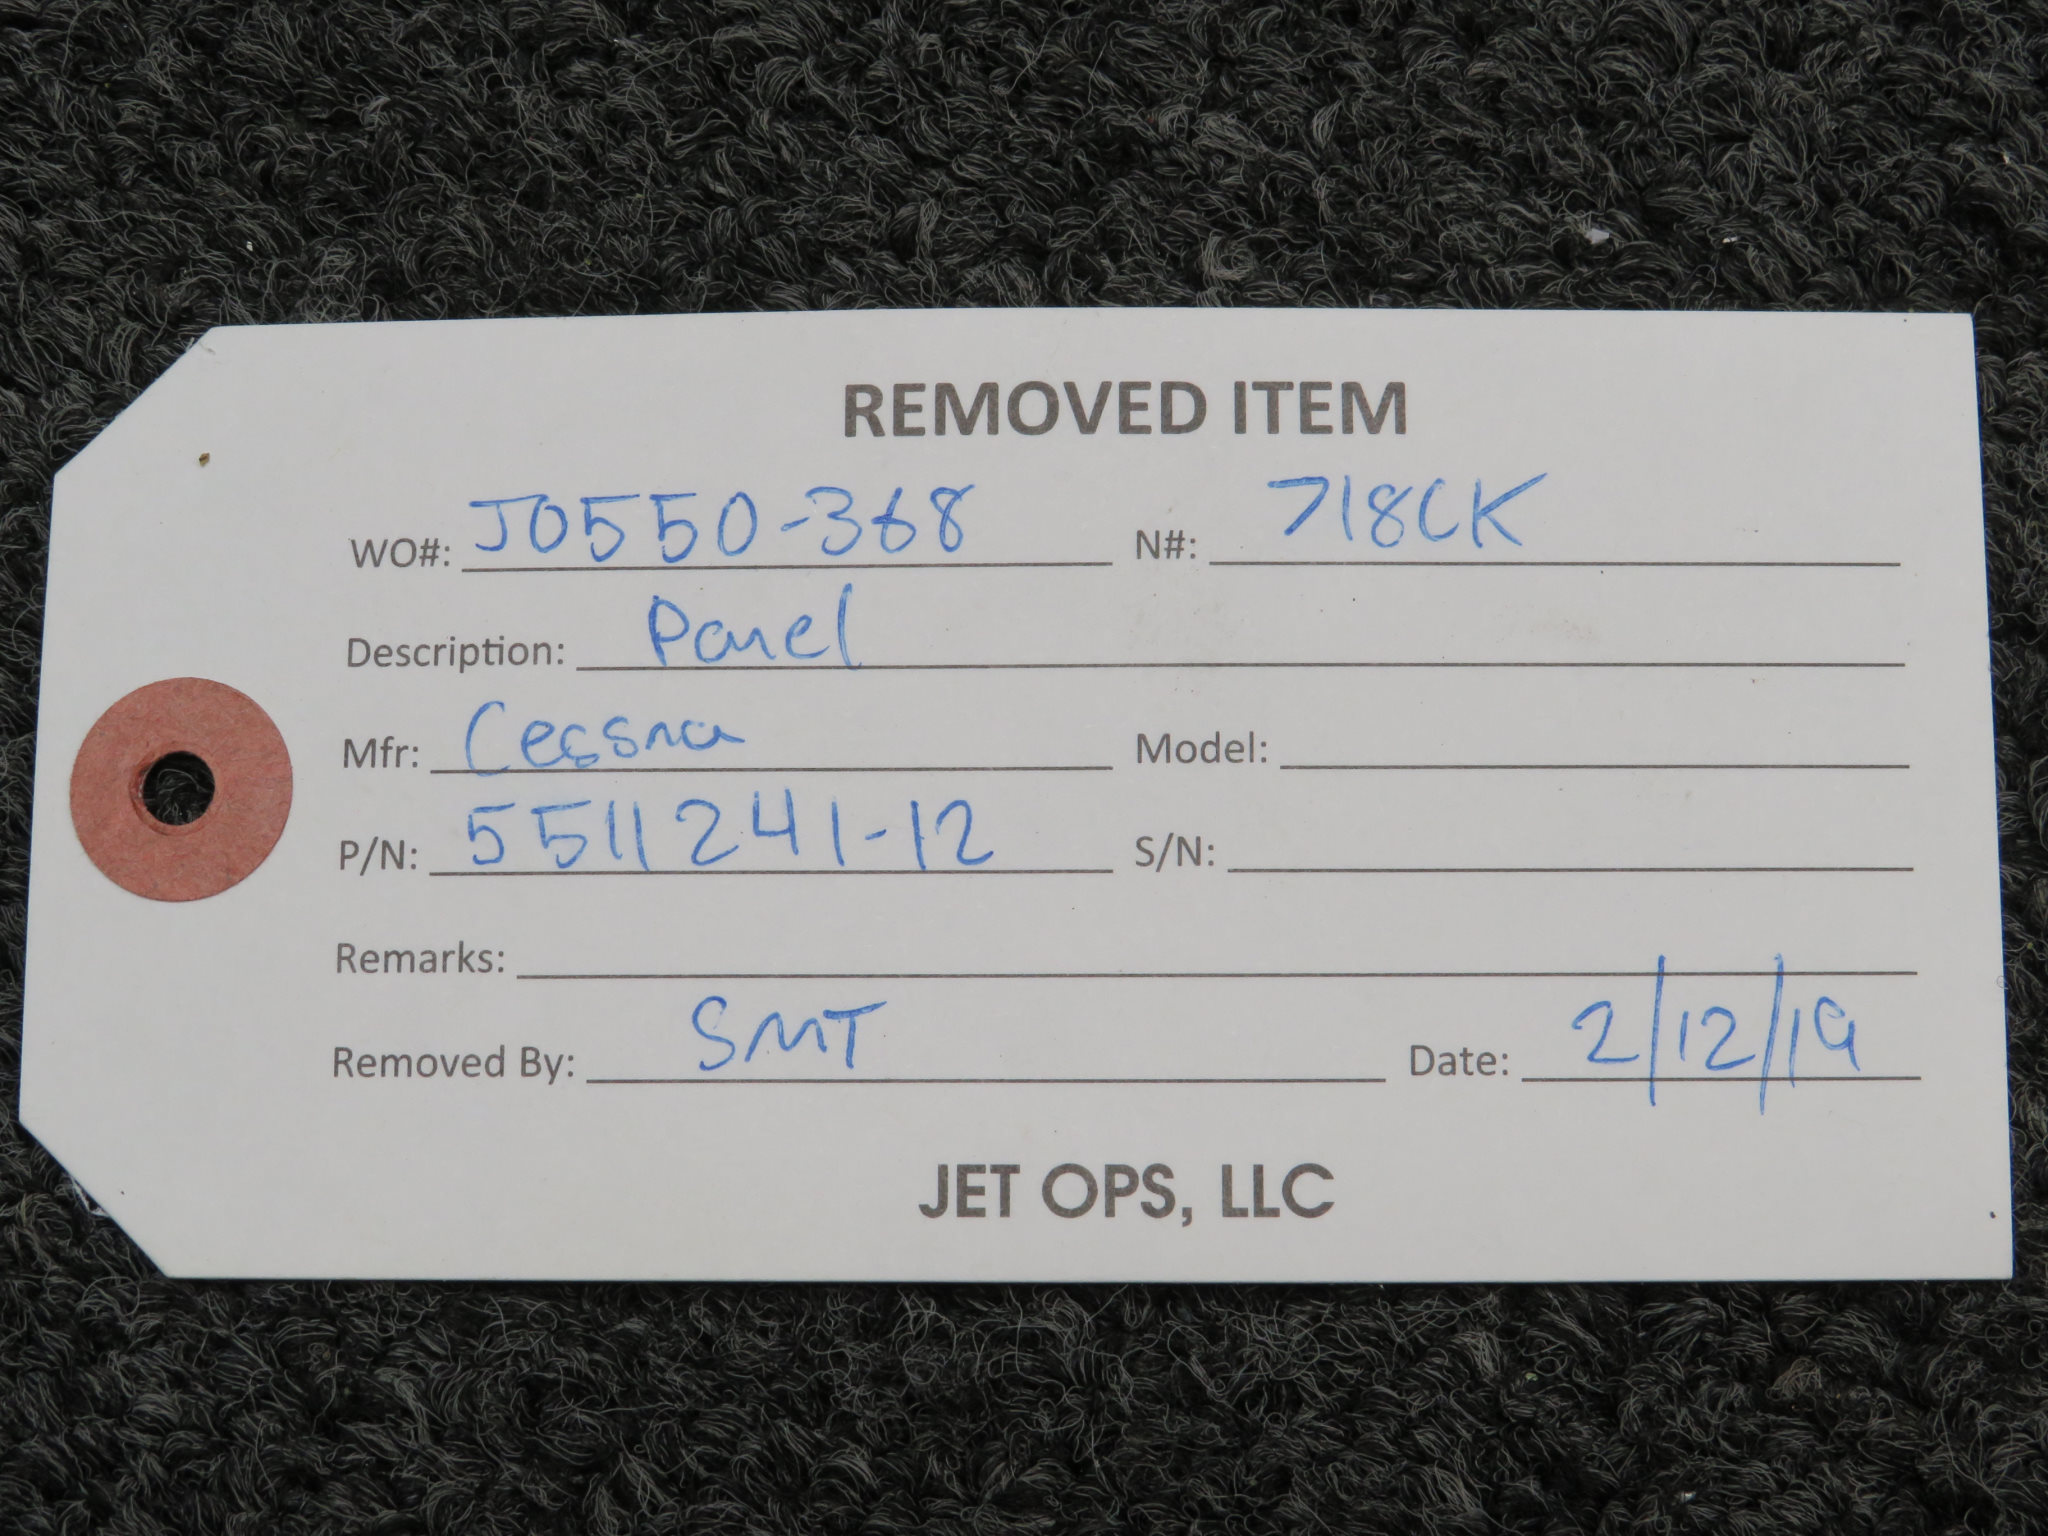 REMOVED ITEM
WO#: JO550-368 N#: 718CK
Description: Panel
Mfr: Cessna Model:
P/N: 5511241-12 S/N:
Remarks:
Removed By: SMT Date: 2/12/19
JET OPS, LLC